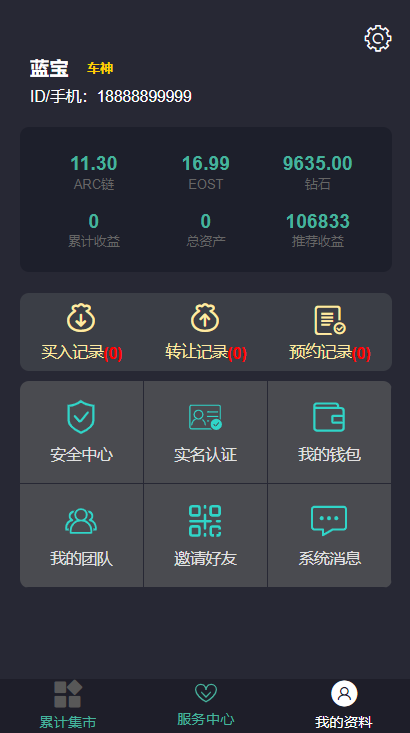 蓝宝 车神
ID/手机：18888899999
11.30 16.99 9635.00
ARC链 EOST 钻石
0 0 106833
累计收益 总资产 推荐收益
买入记录(0) 转让记录(0) 预约记录(0)
安全中心 实名认证 我的钱包
我的团队 邀请好友 系统消息
累计集市 服务中心 我的资料